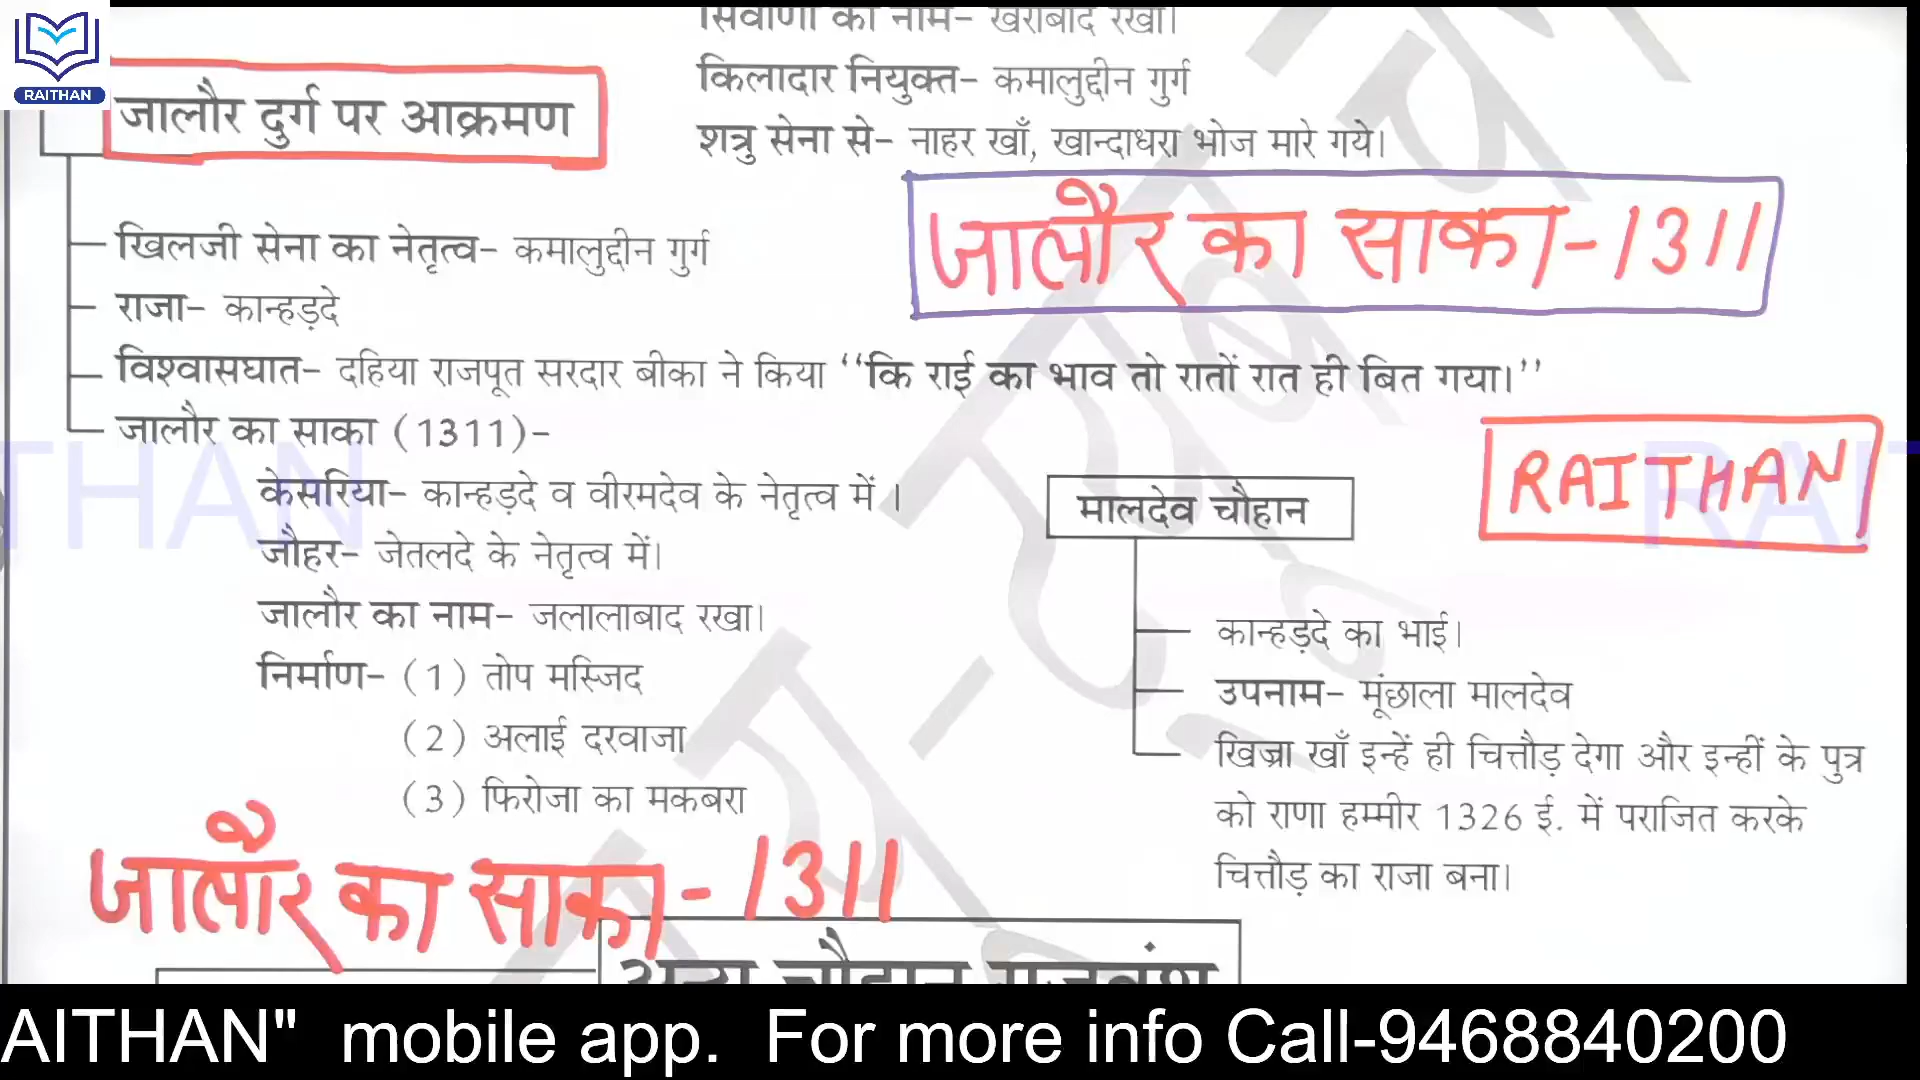 सिवाणा का नाम- खैराबाद रखा।
किलादार नियुक्त- कमालुद्दीन गुर्ग
शत्रु सेना से- नाहर खाँ, खान्दाधरा भोज मारे गये।
RAITHAN
जालौर दुर्ग पर आक्रमण
जालौर का साका-1311
खिलजी सेना का नेतृत्व- कमालुद्दीन गुर्ग
राजा- कान्हड़दे
विश्वासघात- दहिया राजपूत सरदार बीका ने किया ‘‘कि राई का भाव तो रातों रात ही बित गया।’’
जालौर का साका (1311)-
केसरिया- कान्हड़दे व वीरमदेव के नेतृत्व में ।
जौहर- जेतलदे के नेतृत्व में।
जालौर का नाम- जलालाबाद रखा।
निर्माण- (1) तोप मस्जिद
(2) अलाई दरवाजा
(3) फिरोजा का मकबरा
जालौर का साका-1311
RAITHAN
मालदेव चौहान
कान्हड़दे का भाई।
उपनाम- मूंछाला मालदेव
खिज्रा खाँ इन्हें ही चित्तौड़ देगा और इन्हीं के पुत्र
को राणा हम्मीर 1326 ई. में पराजित करके
चित्तौड़ का राजा बना।
अन्य चौहान राजवंश
AITHAN" mobile app. For more info Call-9468840200